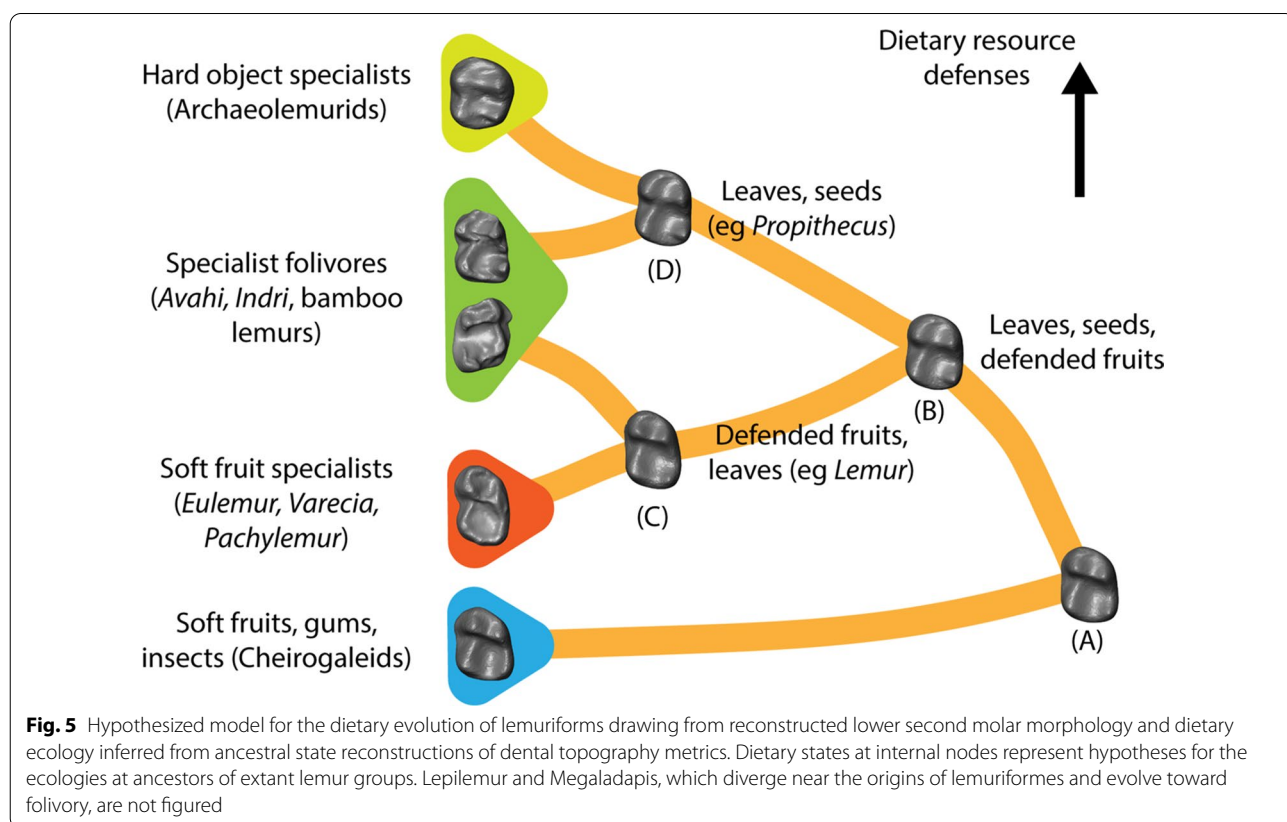 Dietary resource
defenses
Hard object specialists
(Archaeolemurids)
Leaves, seeds
(eg Propithecus)
(D)
Specialist folivores
(Avahi, Indri, bamboo
lemurs)
Leaves, seeds,
defended fruits
(B)
Defended fruits,
leaves (eg Lemur)
(C)
Soft fruit specialists
(Eulemur, Varecia,
Pachylemur)
Soft fruits, gums,
insects (Cheirogaleids)
(A)
Fig. 5 Hypothesized model for the dietary evolution of lemuriforms drawing from reconstructed lower second molar morphology and dietary
ecology inferred from ancestral state reconstructions of dental topography metrics. Dietary states at internal nodes represent hypotheses for the
ecologies at ancestors of extant lemur groups. Lepilemur and Megaladapis, which diverge near the origins of lemuriformes and evolve toward
folivory, are not figured